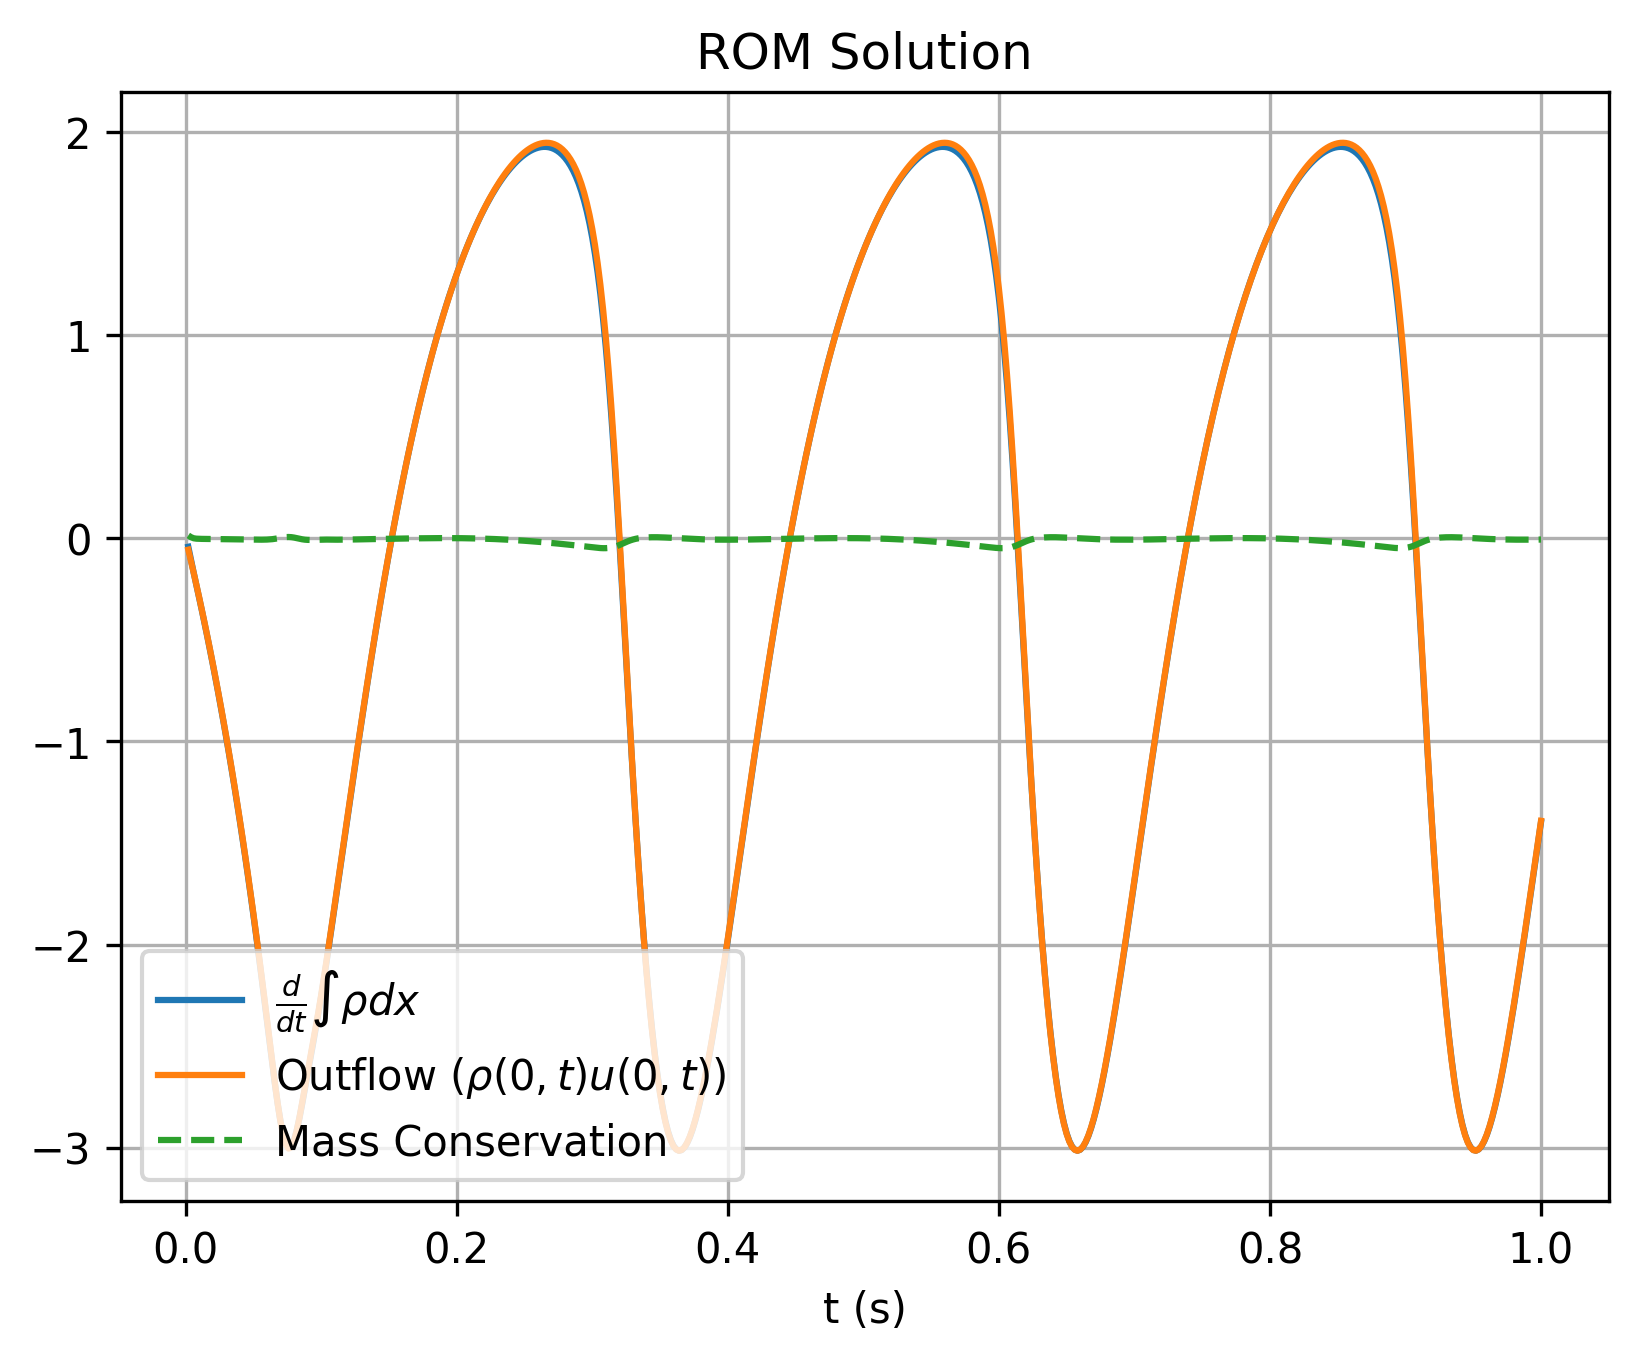 ROM Solution
2
1
0
−1
−2
−3
d/dt ∫ρdx
Outflow (ρ(0, t)u(0, t))
Mass Conservation
0.0 0.2 0.4 0.6 0.8 1.0
t (s)